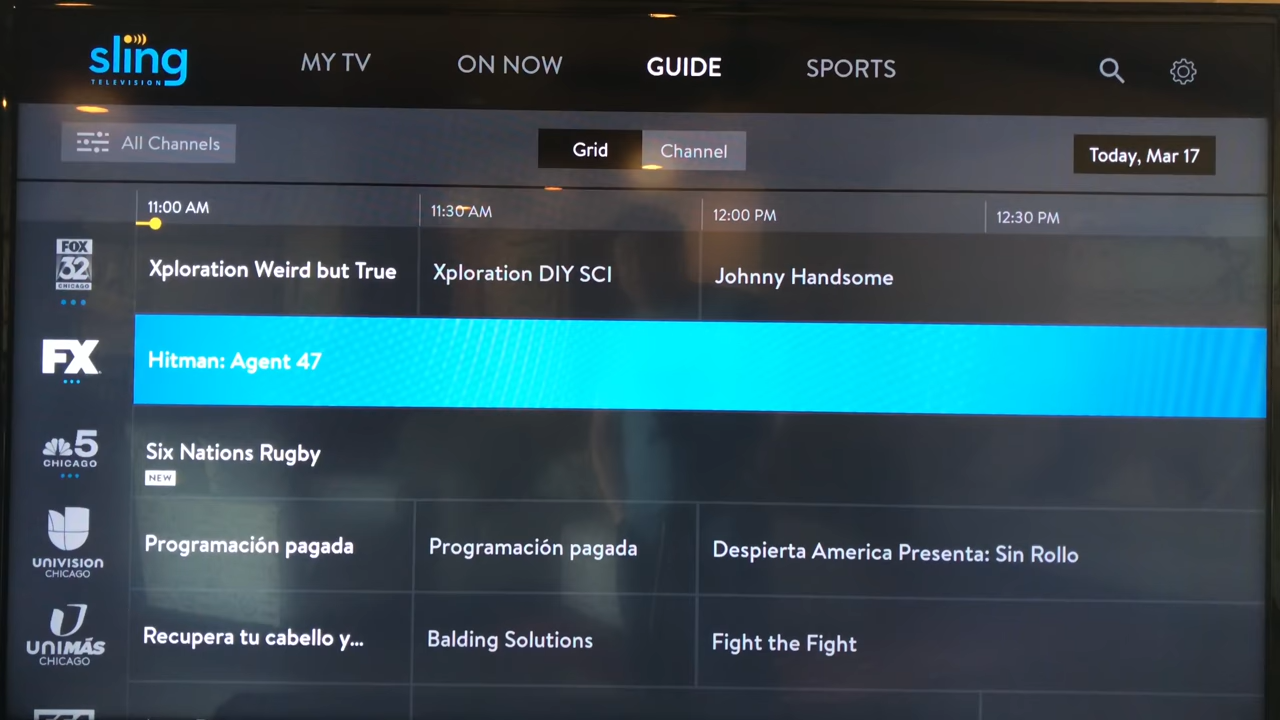 sling
TELEVISION
MY TV
ON NOW
GUIDE
SPORTS
All Channels
Grid
Channel
Today, Mar 17
11:00 AM
11:30 AM
12:00 PM
12:30 PM
FOX
32
CHICAGO
Xploration Weird but True
Xploration DIY SCI
Johnny Handsome
FX
Hitman: Agent 47
5
CHICAGO
Six Nations Rugby
NEW
UNIVISION
CHICAGO
Programación pagada
Programación pagada
Despierta America Presenta: Sin Rollo
UNIMÁS
CHICAGO
Recupera tu cabello y...
Balding Solutions
Fight the Fight